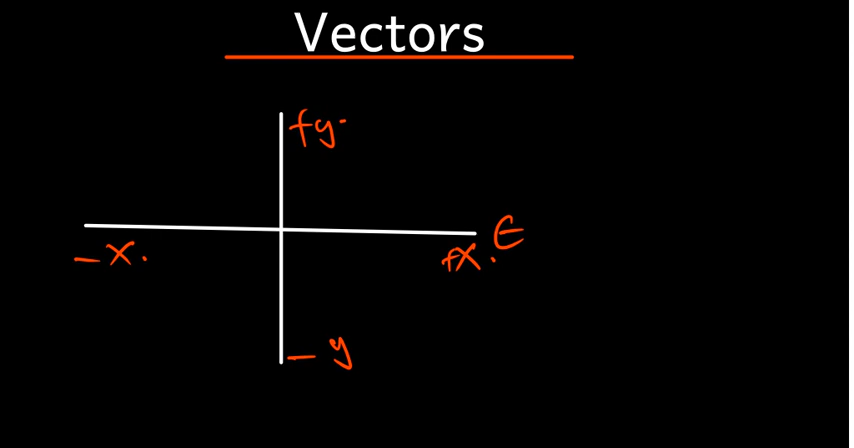 Vectors
+y.
E
-x.
+x.
-y